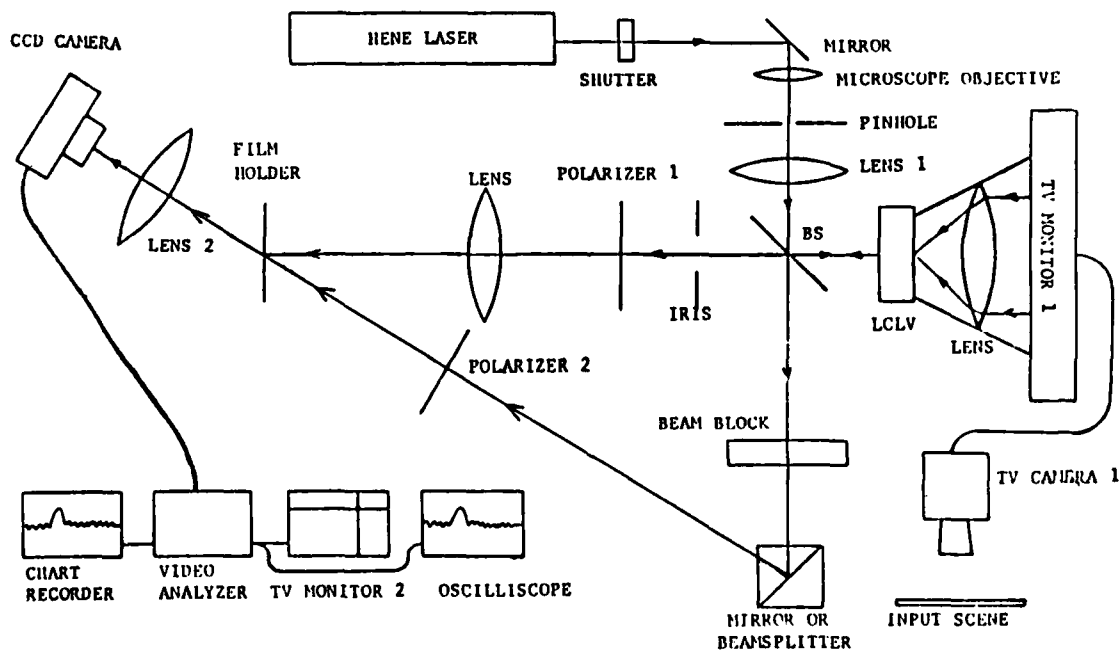 CCD CAMERA
HENE LASER
SHUTTER
MIRROR
MICROSCOPE OBJECTIVE
PINHOLE
LENS 1
FILM
HOLDER
LENS
POLARIZER 1
BS
LENS 2
IRIS
LCLV
LENS
TV MONITOR 1
POLARIZER 2
BEAM BLOCK
TV CAMERA 1
CHART
RECORDER
VIDEO
ANALYZER
TV MONITOR 2
OSCILLISCOPE
MIRROR OR
BEAMSPLITTER
INPUT SCENE